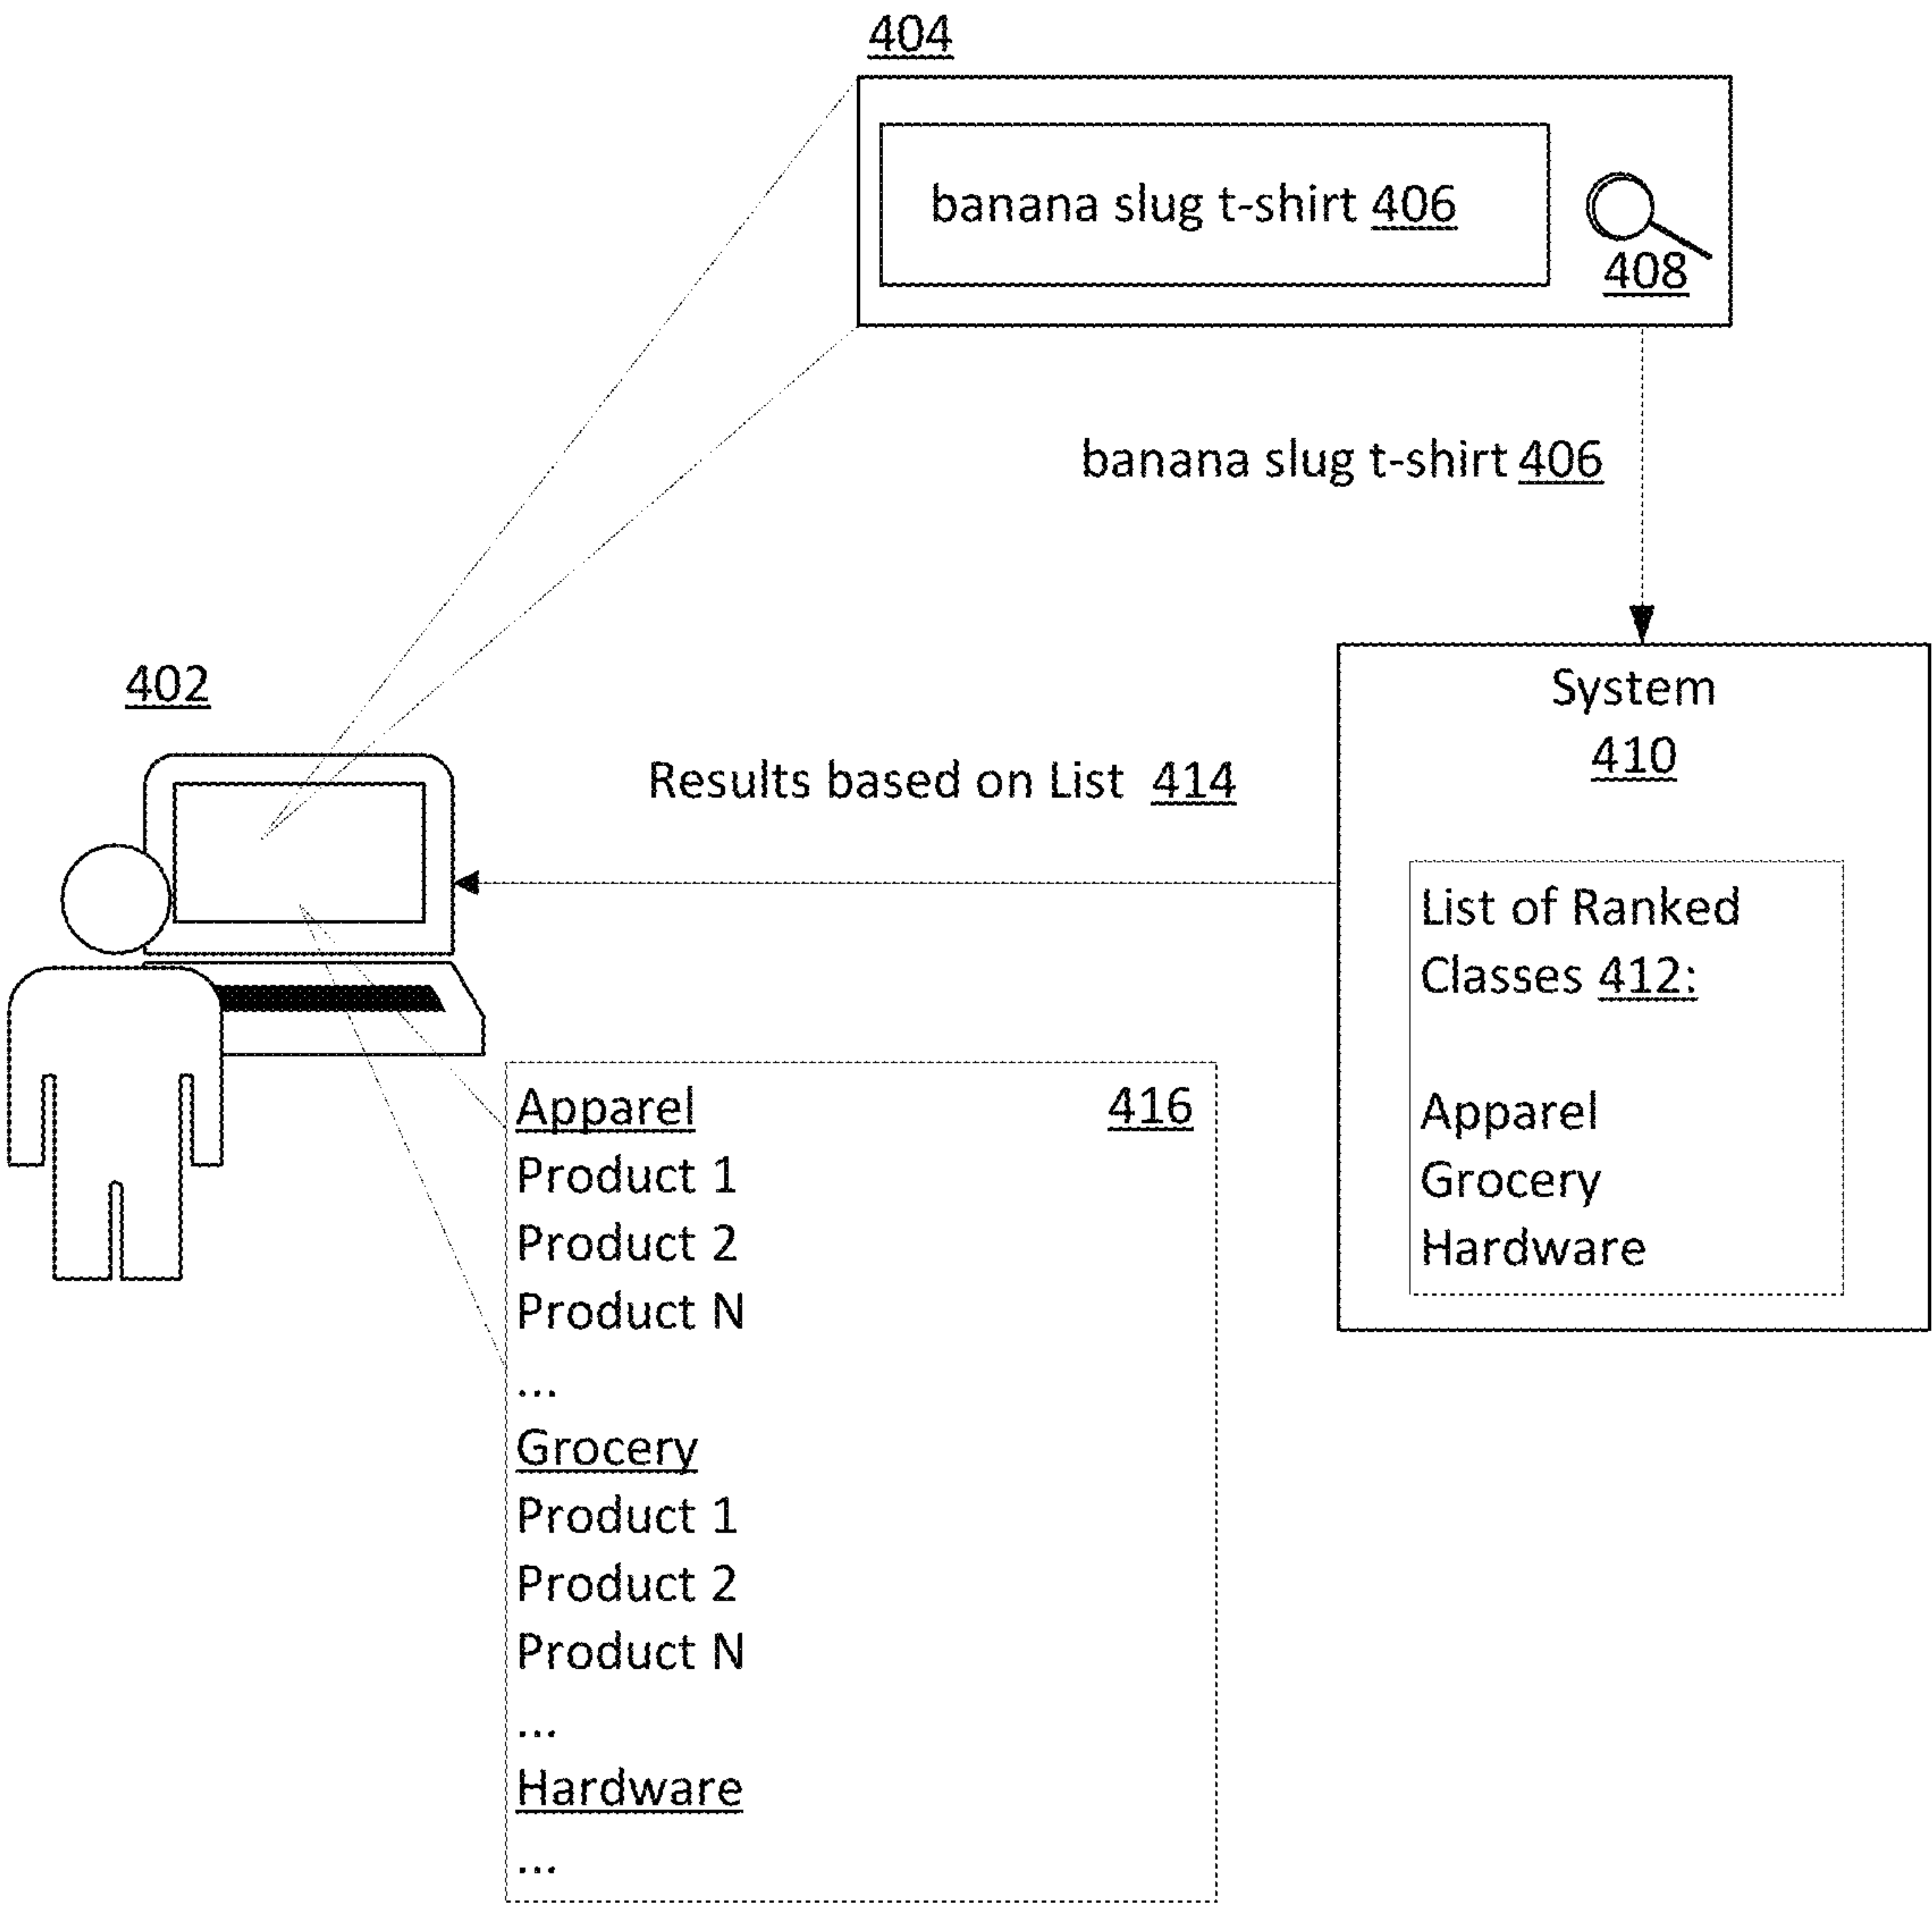 404
banana slug t-shirt 406
408
banana slug t-shirt 406
402
System
410
Results based on List 414
List of Ranked
Classes 412:
Apparel
Grocery
Hardware
Apparel 416
Product 1
Product 2
Product N
...
Grocery
Product 1
Product 2
Product N
...
Hardware
...